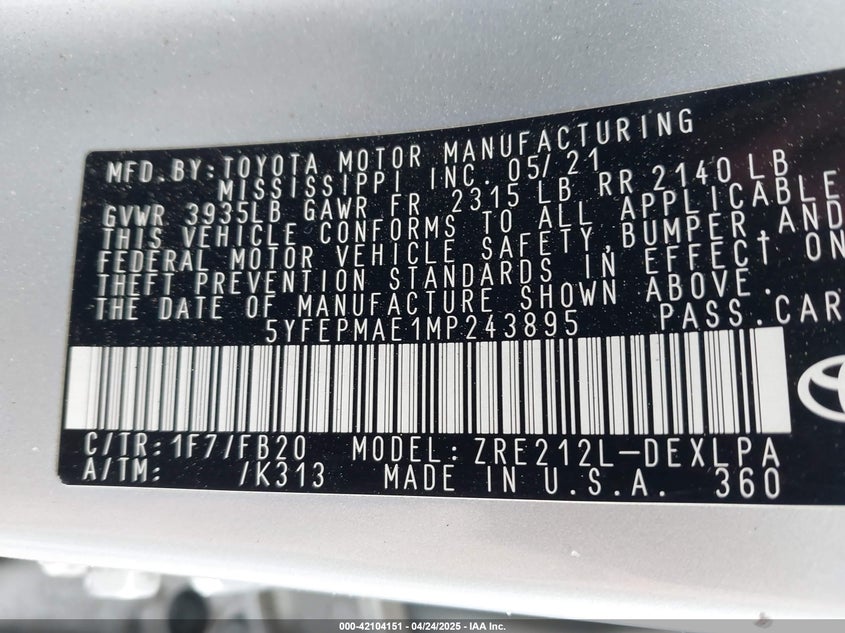 MFD.BY:TOYOTA MOTOR MANUFACTURING
MISSISSIPPI INC. 05/21
GVWR 3935LB GAWR FR 2315 LB RR 2140 LB
THIS VEHICLE CONFORMS TO ALL APPLICABLE
FEDERAL MOTOR VEHICLE SAFETY,BUMPER,AND
THEFT PREVENTION STANDARDS IN EFFECT ON
THE DATE OF MANUFACTURE SHOWN ABOVE.
5YFEPMAE1MP243895 PASS.CAR
C/TR:1F7/FB20 MODEL:ZRE212L-DEXLPA
A/TM: /K313 MADE IN U.S.A. 360
000-42104151 | 04/24/2025 | IAA Inc.